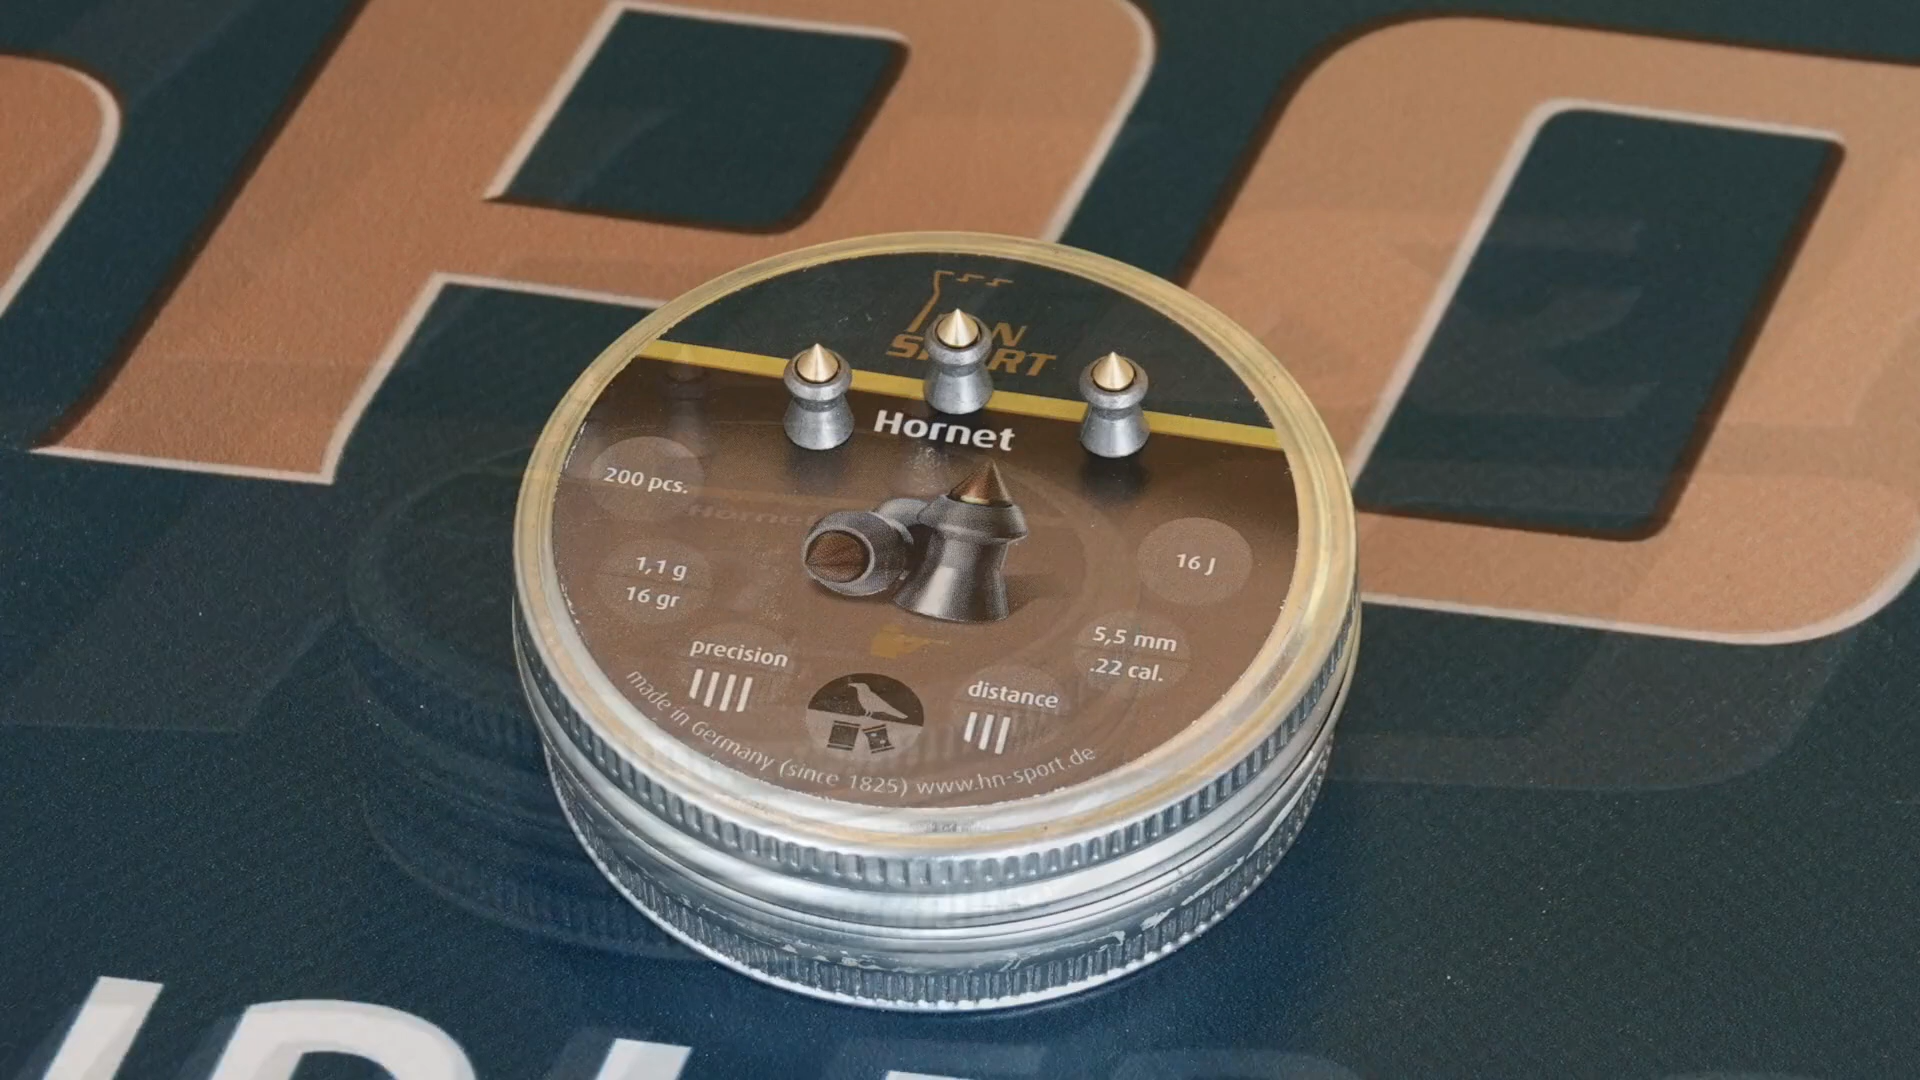 PO
SPORT
Hornet
200 pcs.
1,1 g
16 gr
16 J
5,5 mm
.22 cal.
precision
distance
made in Germany (since 1825) www.hn-sport.de